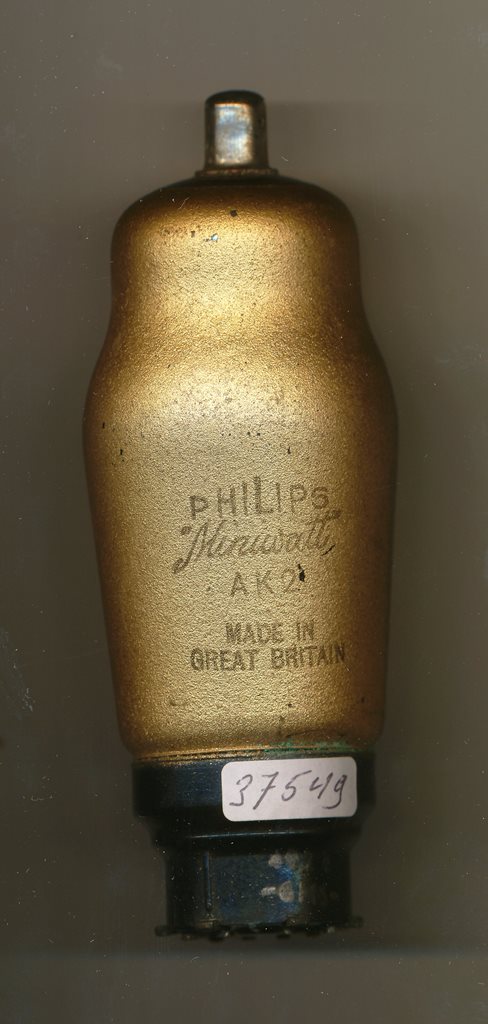 PHILIPS
"Miniwatt"
AK2
MADE IN
GREAT BRITAIN
37549